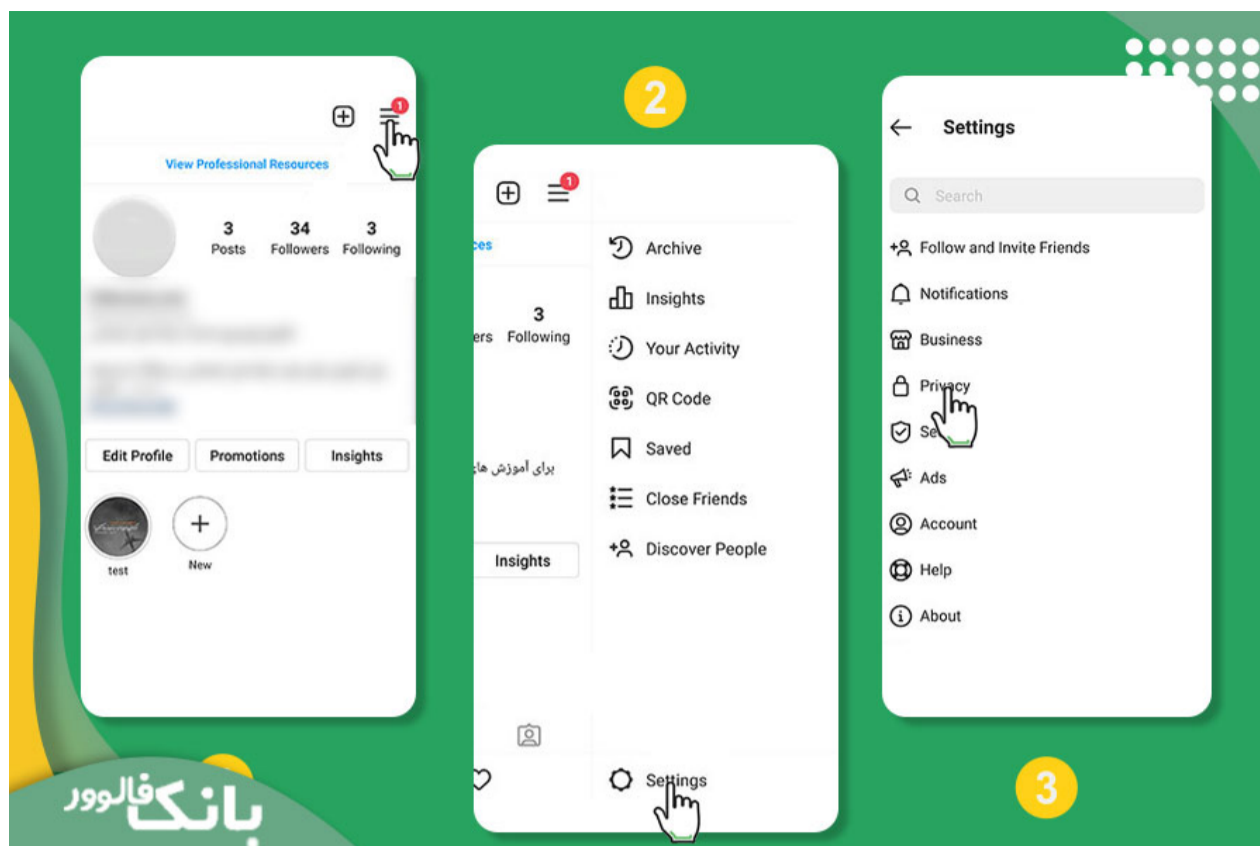 1
View Professional Resources
3 34 3
Posts Followers Following
Edit Profile Promotions Insights
test New
بانک فالوور
2
1
3
Following
برای آموزش های
Insights
Archive
Insights
Your Activity
QR Code
Saved
Close Friends
Discover People
Settings
Settings
Search
Follow and Invite Friends
Notifications
Business
Privacy
Ads
Account
Help
About
3